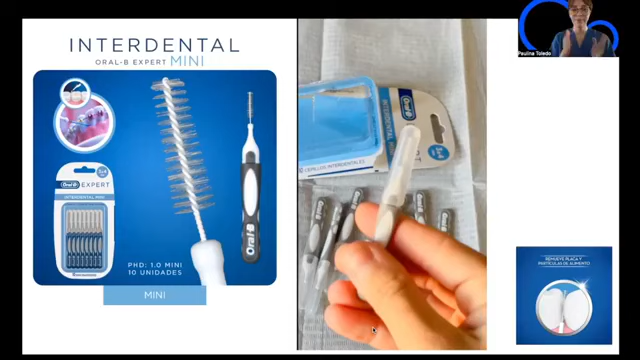 INTERDENTAL
ORAL-B EXPERT MINI
Oral-B EXPERT
INTERDENTAL MINI
Oral-B
PHD: 1.0 MINI
10 UNIDADES
MINI
Oral-B
INTERDENTAL
CEPILLOS INTERDENTALES
Paulina Toledo
REMUEVE PLACA Y
PARTÍCULAS DE ALIMENTO